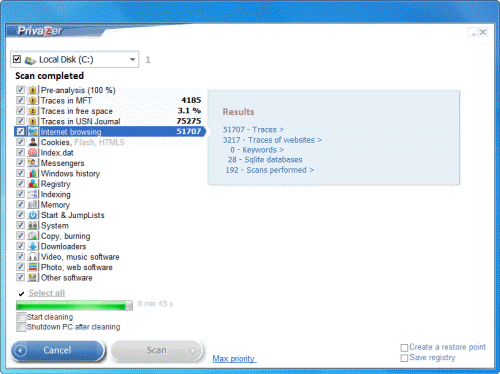 PrivaZer
Local Disk (C:) 1
Scan completed
Pre-analysis (100 %)
Traces in MFT 4185
Traces in free space 3.1 %
Traces in USN Journal 75275
Internet browsing 51707
Cookies, Flash, HTML5
Index.dat
Messengers
Windows history
Registry
Indexing
Memory
Start & JumpLists
System
Copy, burning
Downloaders
Video, music software
Photo, web software
Other software
Select all
6 min 45 s
Start cleaning
Shutdown PC after cleaning
Cancel
Scan
Max priority
Results
51707 - Traces >
3217 - Traces of websites >
0 - Keywords >
28 - Sqlite databases
192 - Scans performed >
Create a restore point
Save registry